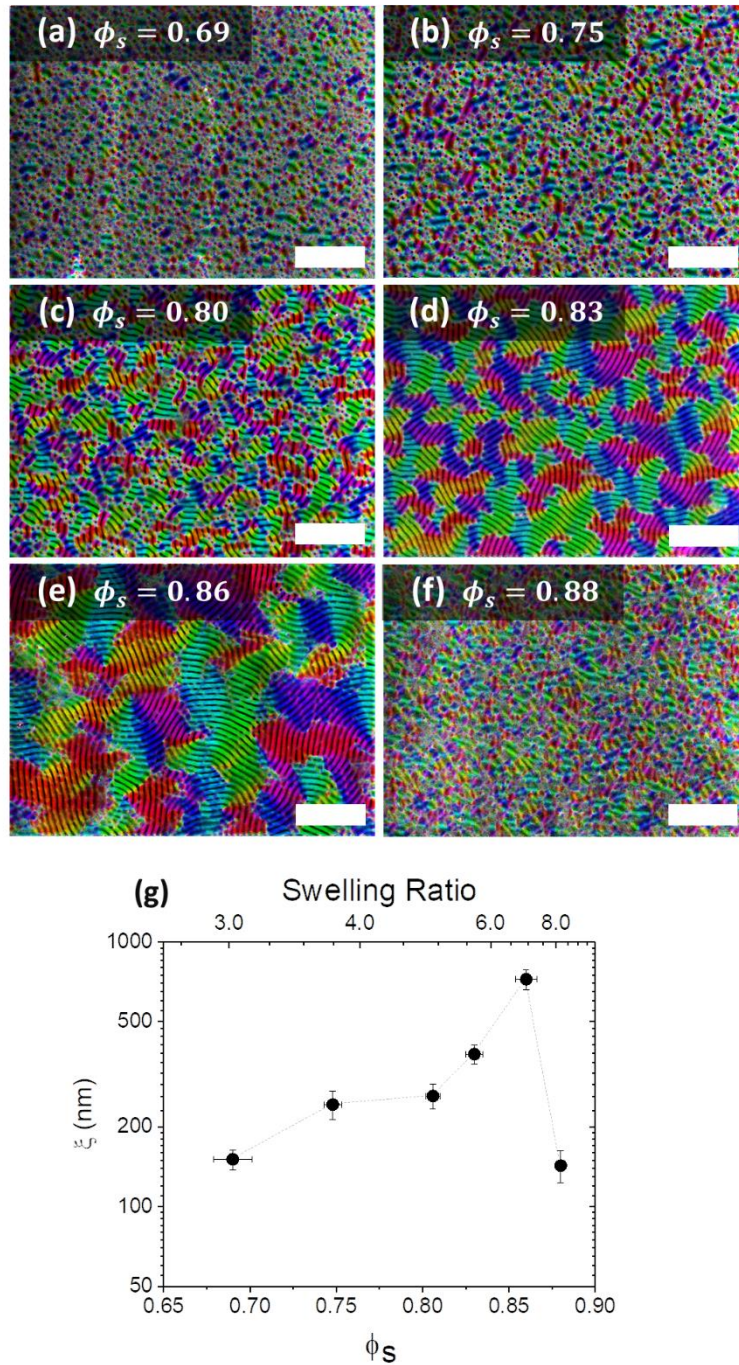 (a) ϕₛ = 0.69
(b) ϕₛ = 0.75
(c) ϕₛ = 0.80
(d) ϕₛ = 0.83
(e) ϕₛ = 0.86
(f) ϕₛ = 0.88
(g)
Swelling Ratio
3.0 4.0 6.0 8.0
1000
500
200
100
50
ξ (nm)
0.65 0.70 0.75 0.80 0.85 0.90
ϕS